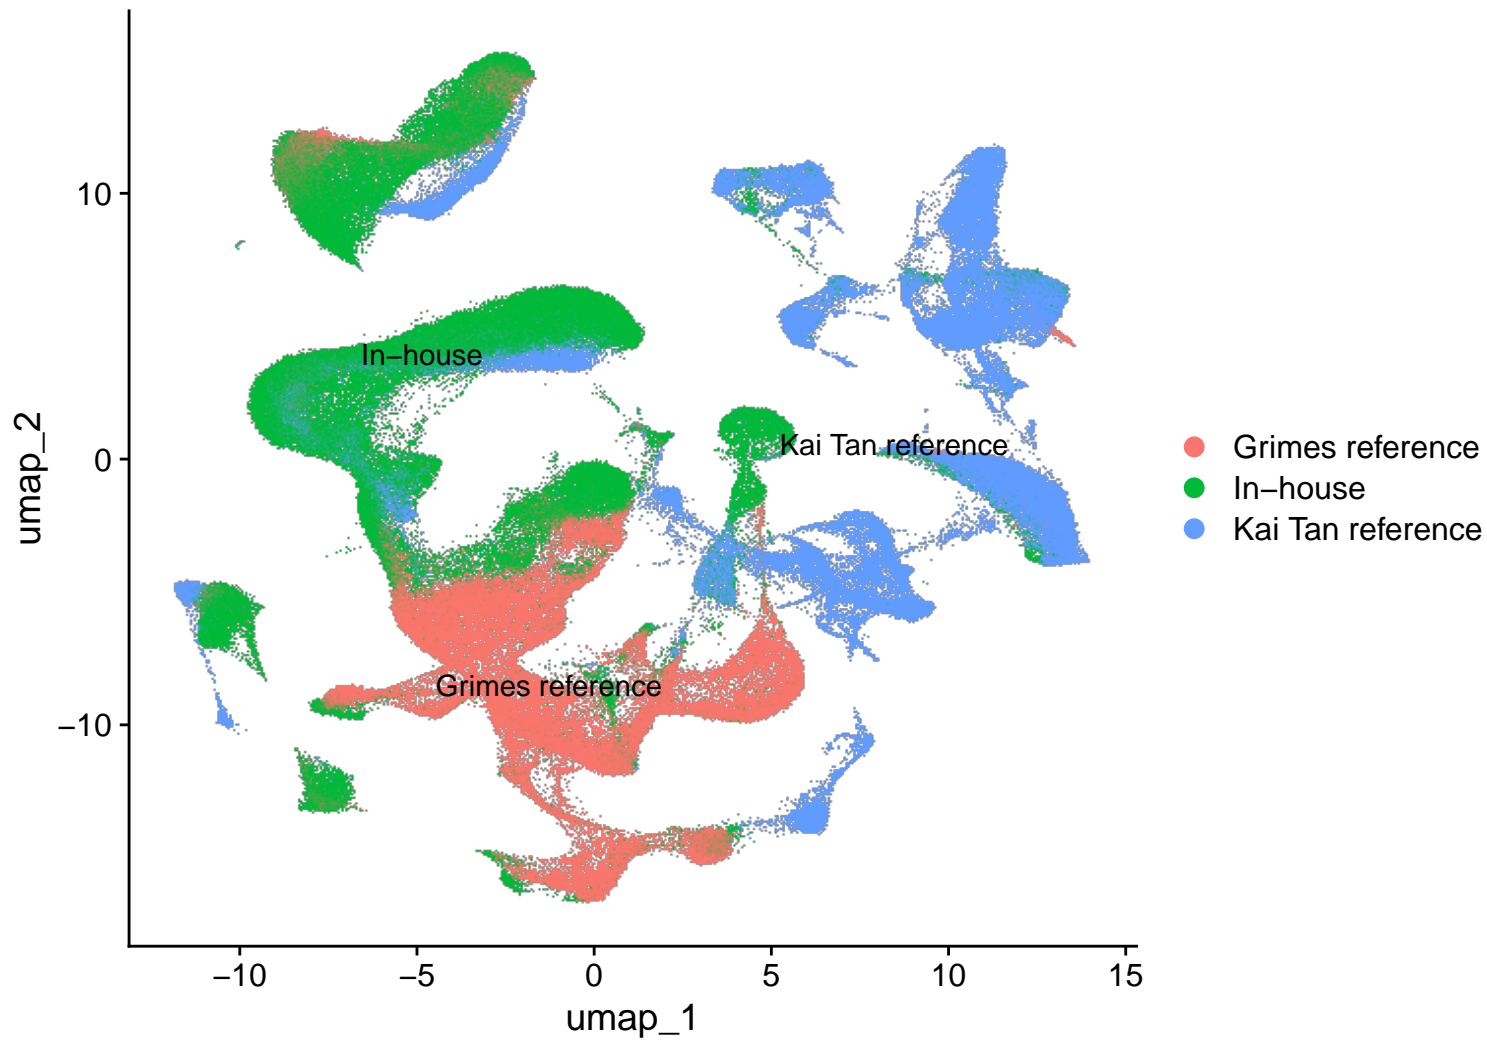 10
0
−10
umap_2
In−house
Kai Tan reference
Grimes reference
−10
−5
0
5
10
15
umap_1
Grimes reference
In−house
Kai Tan reference